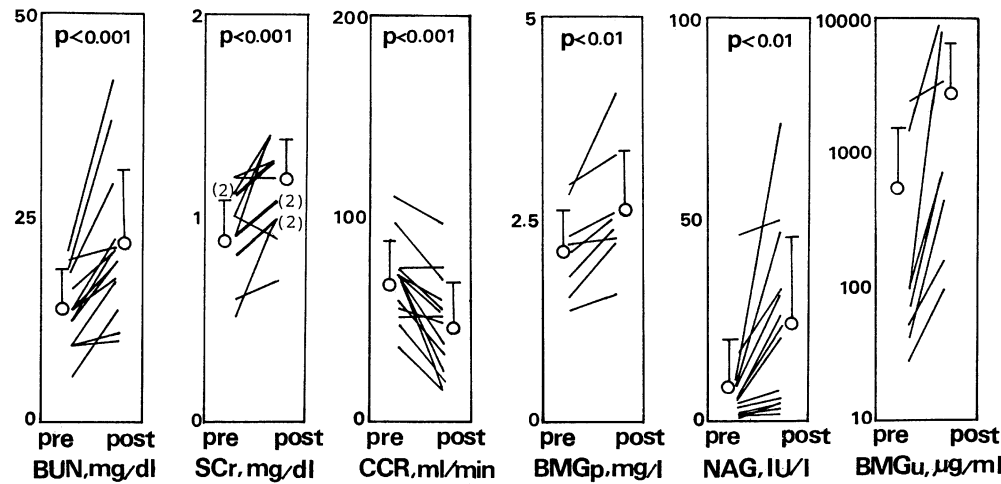 50 2 200 5 100 10000
p<0.001 p<0.001 p<0.001 p<0.01 p<0.01
1000
(2)
(2)
25 1 100 2.5 50
(2)
100
0 0 0 0 0 10
pre post pre post pre post pre post pre post pre post
BUN,mg/dl SCr,mg/dl CCR,ml/min BMGp,mg/l NAG,IU/l BMGu,µg/ml